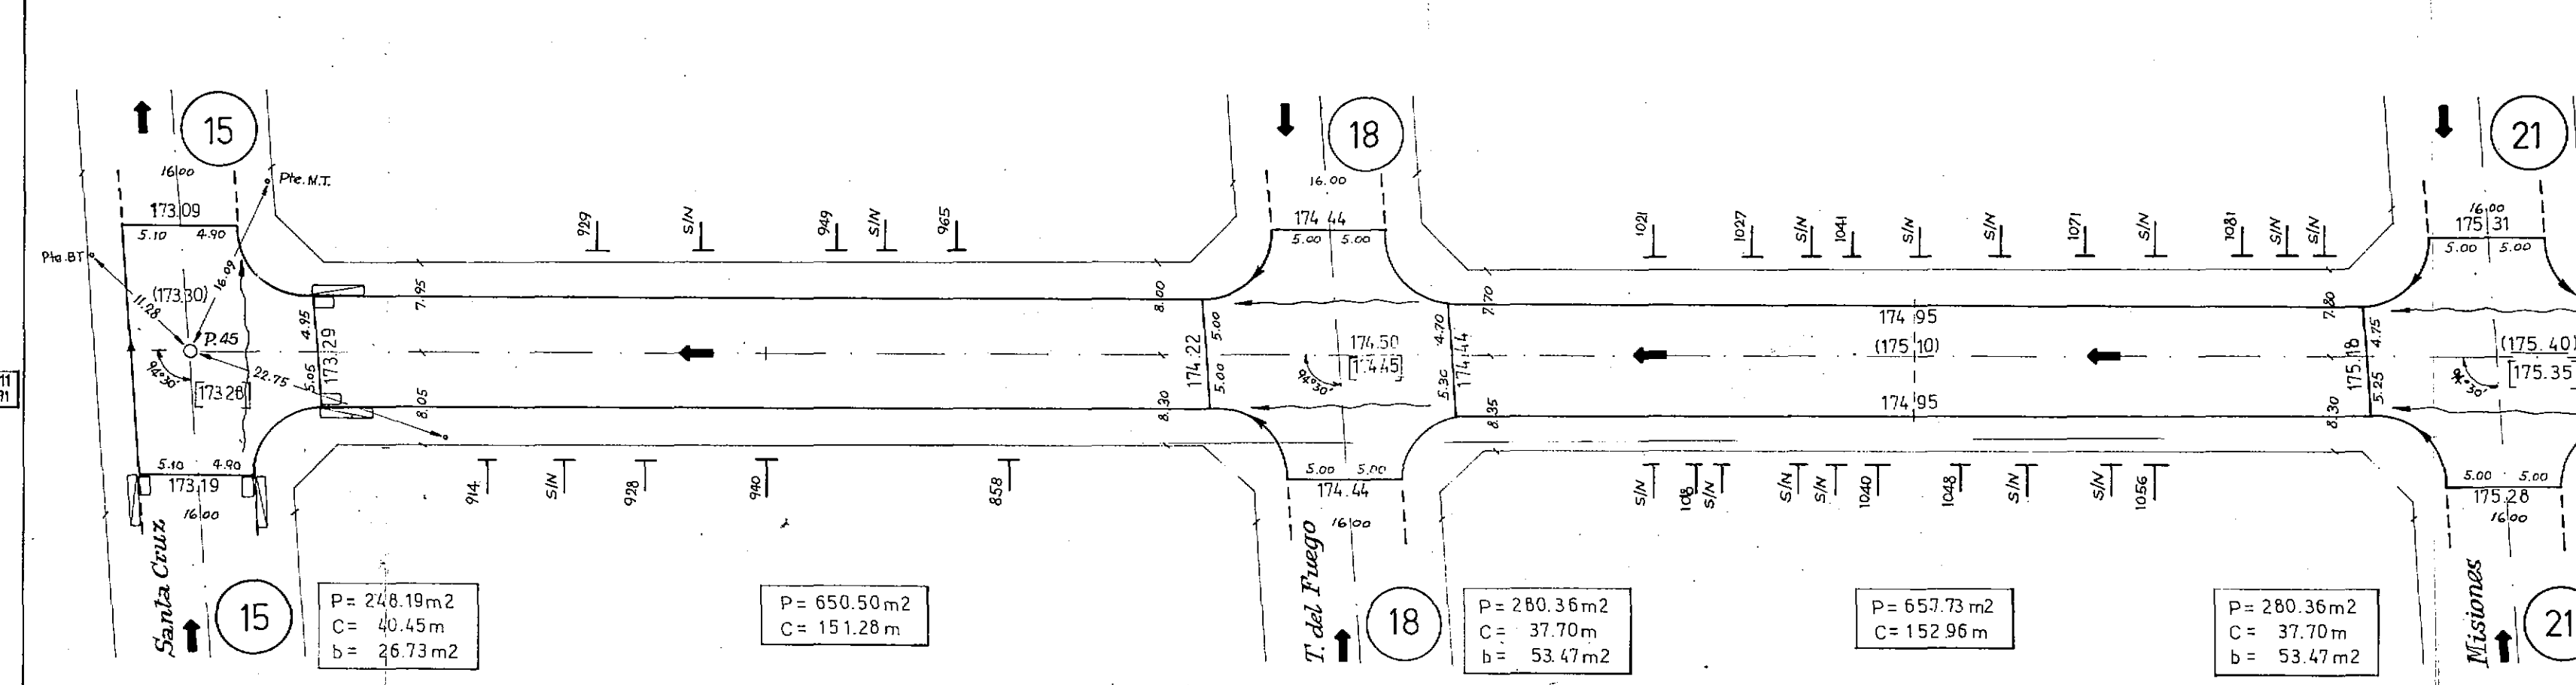 15
18
21
16.00
Pte. M.T.
16.00
16.00
173.09
174.44
175.31
5.10 4.90
5.00 5.00
5.00 5.00
929
S/N
949
S/N
965
1021
1027
S/N
1041
S/N
S/N
1071
S/N
1081
S/N
S/N
Pta.BT
11.28
(173.30)
16.09
P.45
94°30'
[173.28]
22.75
4.95
5.05
173.29
7.95
8.05
8.00
8.30
174.22
5.00
5.00
174.50
94°30'
4.70
5.30
174.44
7.70
8.35
174.95
(175.10)
174.95
7.80
8.30
175.18
4.75
5.25
(175.40)
[175.35
5.10 4.90
173.19
16.00
5.00 5.00
174.44
16.00
5.00 5.00
175.28
16.00
914
S/N
928
940
858
S/N
108
S/N
S/N
S/N
1040
1048
S/N
S/N
1056
Santa Cruz
15
P= 248.19m2
C= 40.45m
b= 26.73m2
P= 650.50m2
C= 151.28m
T. del Fuego
18
P= 280.36m2
C= 37.70m
b= 53.47m2
P= 657.73m2
C= 152.96m
P= 280.36m2
C= 37.70m
b= 53.47m2
Misiones
21